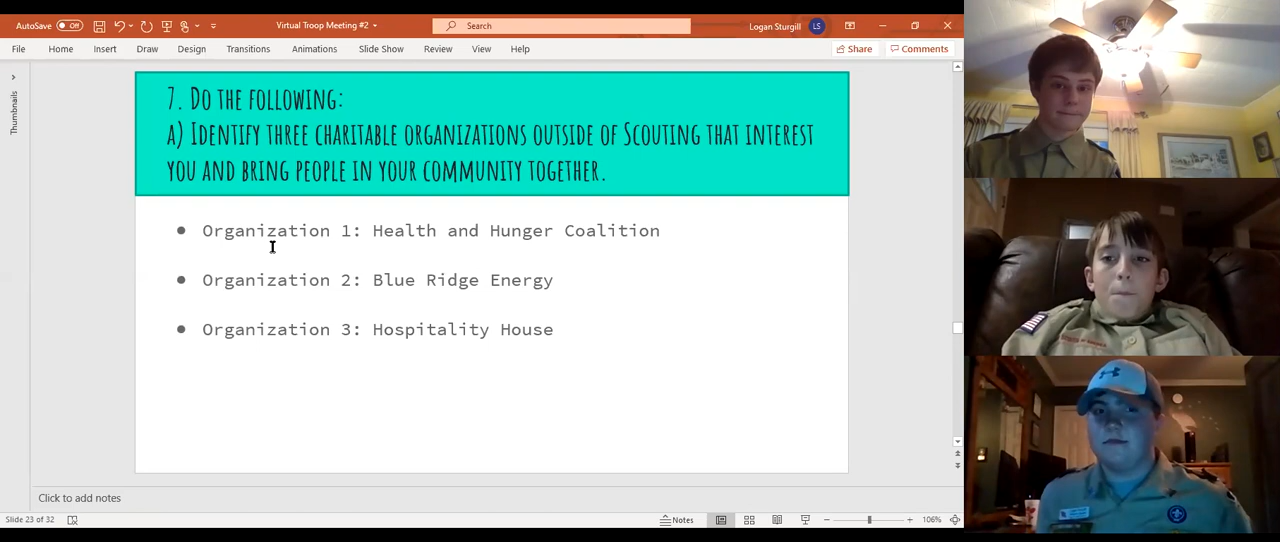 AutoSave Off Virtual Troop Meeting #2 Search Logan Sturgill LS
File Home Insert Draw Design Transitions Animations Slide Show Review View Help Share Comments
Thumbnails
7. Do the following:
A) Identify three charitable organizations outside of Scouting that interest
you and bring people in your community together.
Organization 1: Health and Hunger Coalition
Organization 2: Blue Ridge Energy
Organization 3: Hospitality House
Click to add notes
Slide 23 of 32 Notes 106%